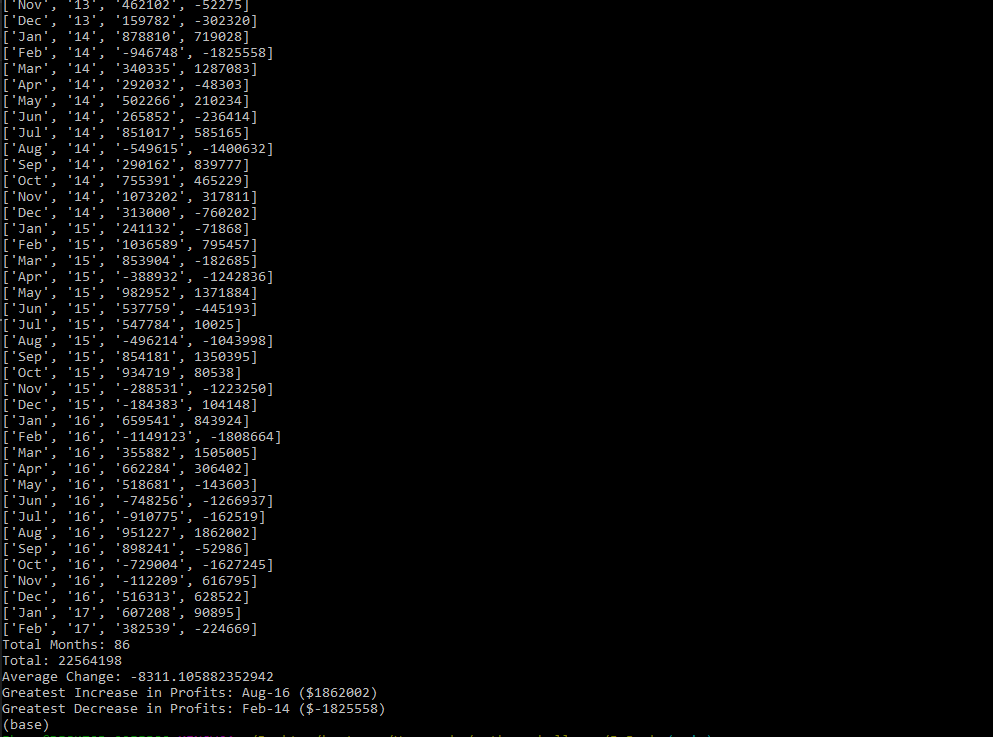 ['Nov', '13', '462102', -52275]
['Dec', '13', '159782', -302320]
['Jan', '14', '878810', 719028]
['Feb', '14', '-946748', -1825558]
['Mar', '14', '340335', 1287083]
['Apr', '14', '292032', -48303]
['May', '14', '502266', 210234]
['Jun', '14', '265852', -236414]
['Jul', '14', '851017', 585165]
['Aug', '14', '-549615', -1400632]
['Sep', '14', '290162', 839777]
['Oct', '14', '755391', 465229]
['Nov', '14', '1073202', 317811]
['Dec', '14', '313000', -760202]
['Jan', '15', '241132', -71868]
['Feb', '15', '1036589', 795457]
['Mar', '15', '853904', -182685]
['Apr', '15', '-388932', -1242836]
['May', '15', '982952', 1371884]
['Jun', '15', '537759', -445193]
['Jul', '15', '547784', 10025]
['Aug', '15', '-496214', -1043998]
['Sep', '15', '854181', 1350395]
['Oct', '15', '934719', 80538]
['Nov', '15', '-288531', -1223250]
['Dec', '15', '-184383', 104148]
['Jan', '16', '659541', 843924]
['Feb', '16', '-1149123', -1808664]
['Mar', '16', '355882', 1505005]
['Apr', '16', '662284', 306402]
['May', '16', '518681', -143603]
['Jun', '16', '-748256', -1266937]
['Jul', '16', '-910775', -162519]
['Aug', '16', '951227', 1862002]
['Sep', '16', '898241', -52986]
['Oct', '16', '-729004', -1627245]
['Nov', '16', '-112209', 616795]
['Dec', '16', '516313', 628522]
['Jan', '17', '607208', 90895]
['Feb', '17', '382539', -224669]
Total Months: 86
Total: 22564198
Average Change: -8311.105882352942
Greatest Increase in Profits: Aug-16 ($1862002)
Greatest Decrease in Profits: Feb-14 ($-1825558)
(base)